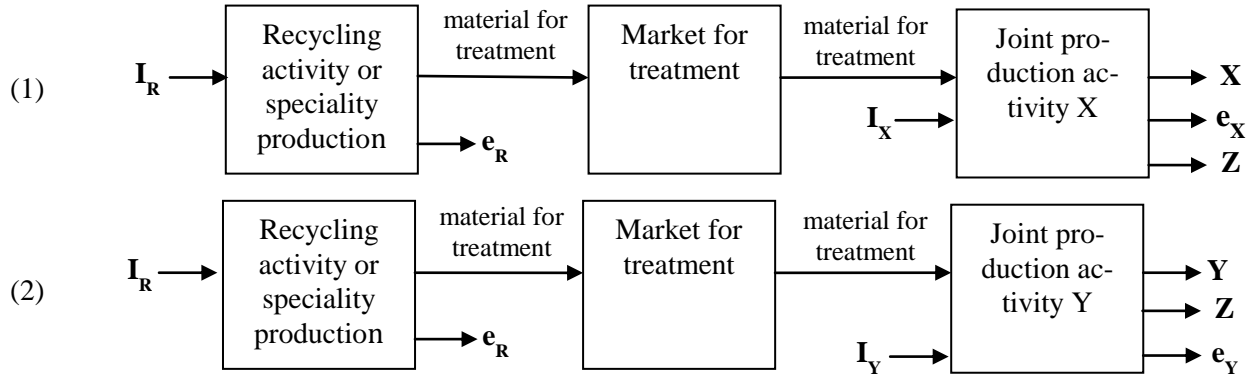 (1)
I_R
Recycling
activity or
speciality
production
e_R
material for
treatment
Market for
treatment
material for
treatment
I_X
Joint pro-
duction ac-
tivity X
X
e_X
Z
(2)
I_R
Recycling
activity or
speciality
production
e_R
material for
treatment
Market for
treatment
material for
treatment
I_Y
Joint pro-
duction ac-
tivity Y
Y
Z
e_Y